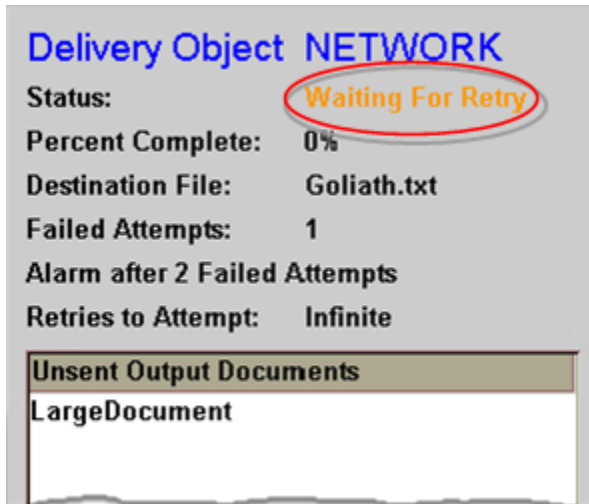 Delivery Object NETWORK
Status: Waiting For Retry
Percent Complete: 0%
Destination File: Goliath.txt
Failed Attempts: 1
Alarm after 2 Failed Attempts
Retries to Attempt: Infinite
Unsent Output Documents
LargeDocument